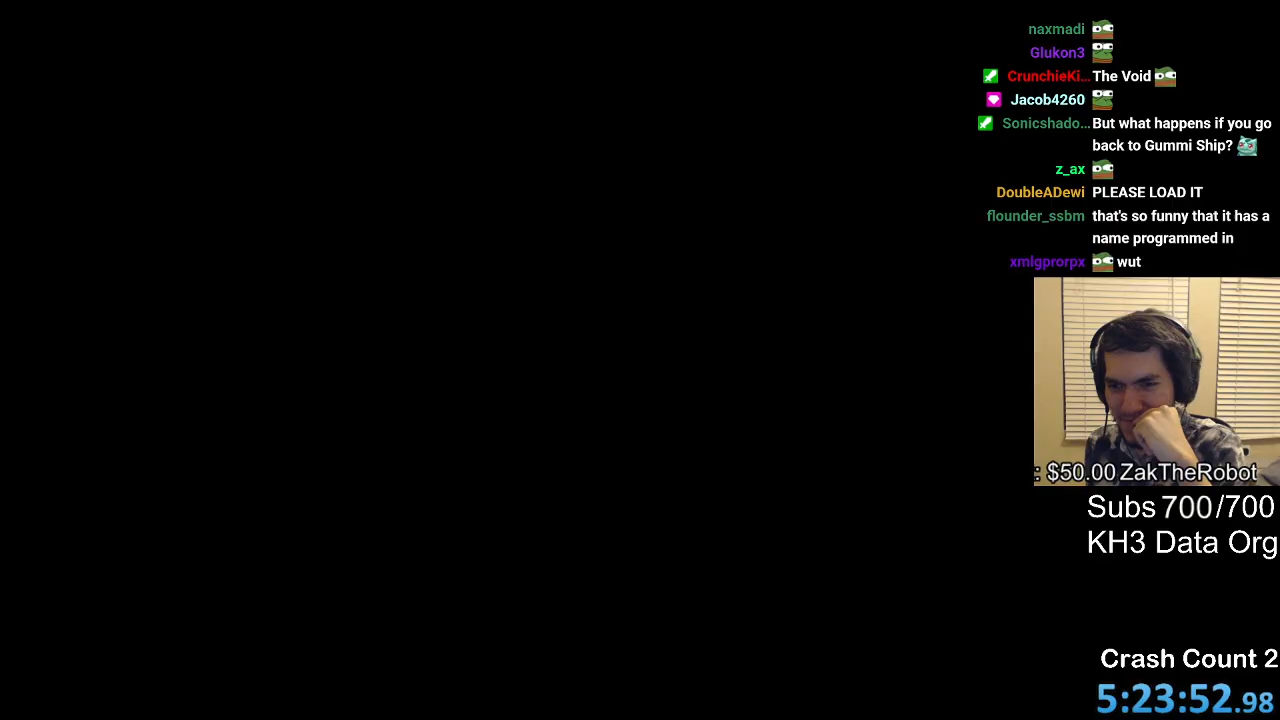 naxmadi
Glukon3
CrunchieKi... The Void
Jacob4260
Sonicshado... But what happens if you go
back to Gummi Ship?
z_ax
DoubleADewi PLEASE LOAD IT
flounder_ssbm that's so funny that it has a
name programmed in
xmlgprorpx wut
: $50.00 ZakTheRobot
Subs 700/700
KH3 Data Org
Crash Count 2
5:23:52.98